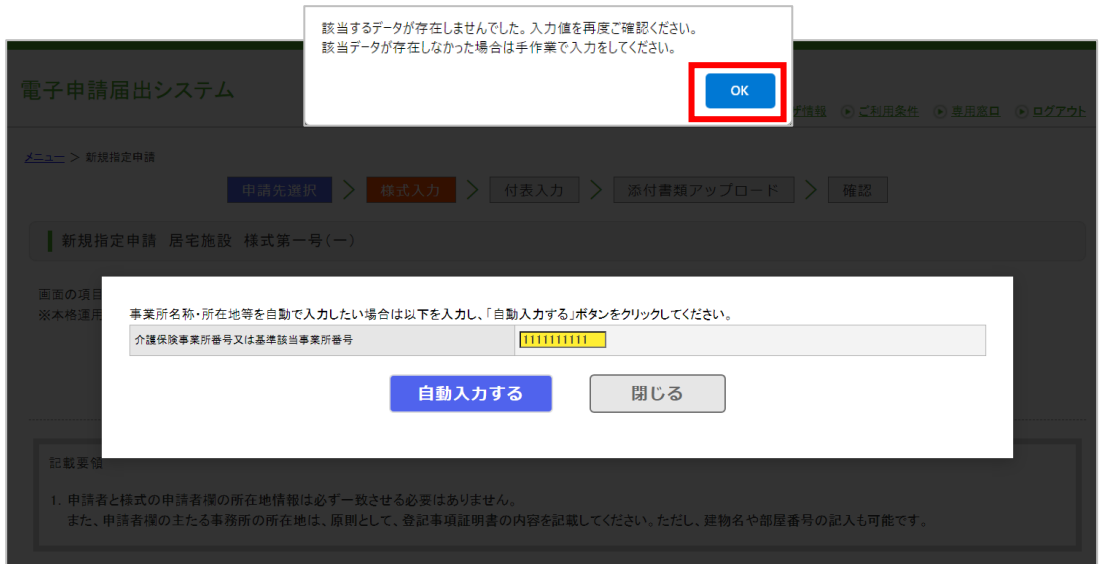 該当するデータが存在しませんでした。入力値を再度ご確認ください。
該当データが存在しなかった場合は手作業で入力をしてください。
OK
電子申請届出システム
ザ情報 ご利用条件 専用窓口 ログアウト
メニュー > 新規指定申請
申請先選択 > 様式入力 > 付表入力 > 添付書類アップロード > 確認
新規指定申請 居宅施設 様式第一号(一)
画面の項目
※本格運用
事業所名称・所在地等を自動で入力したい場合は以下を入力し、「自動入力する」ボタンをクリックしてください。
介護保険事業所番号又は基準該当事業所番号 1111111111
自動入力する 閉じる
記載要領
1. 申請者と様式の申請者欄の所在地情報は必ず一致させる必要はありません。
また、申請者欄の主たる事務所の所在地は、原則として、登記事項証明書の内容を記載してください。ただし、建物名や部屋番号の記入も可能です。